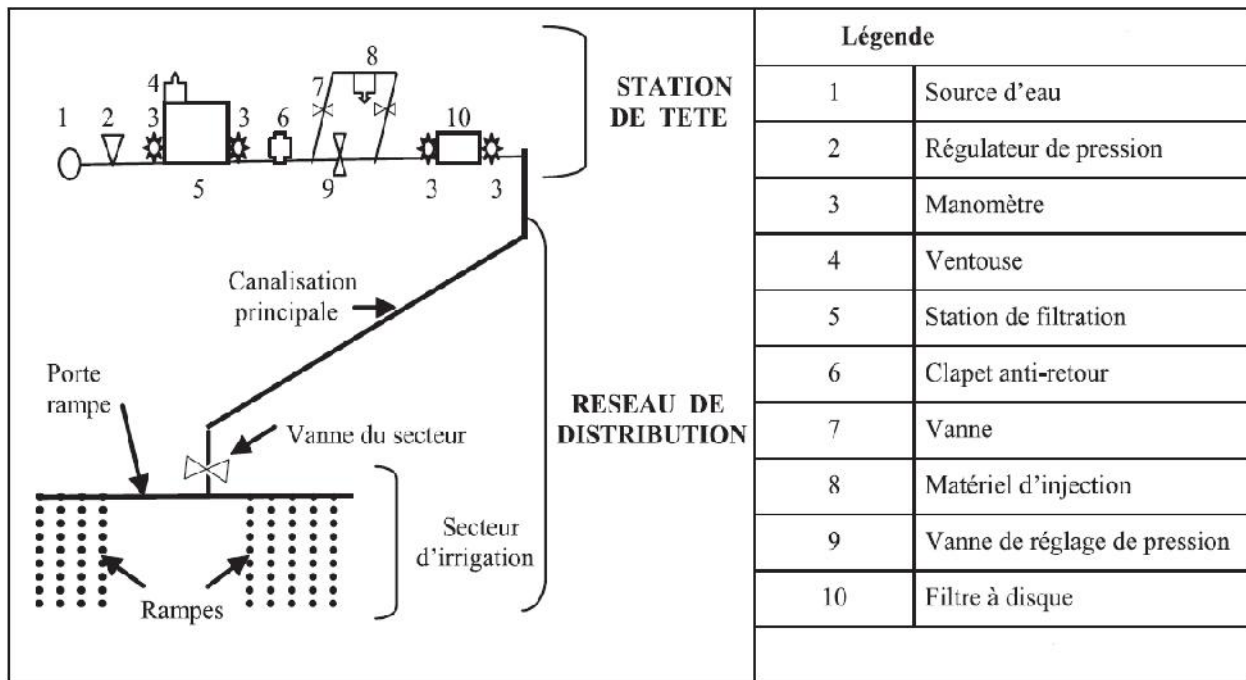 8
4
7
STATION
DE TETE
1
2
3
3
6
10
5
9
3
3
Canalisation
principale
Porte
rampe
Vanne du secteur
RESEAU DE
DISTRIBUTION
Secteur
d'irrigation
Rampes
Légende
1 Source d'eau
2 Régulateur de pression
3 Manomètre
4 Ventouse
5 Station de filtration
6 Clapet anti-retour
7 Vanne
8 Matériel d'injection
9 Vanne de réglage de pression
10 Filtre à disque